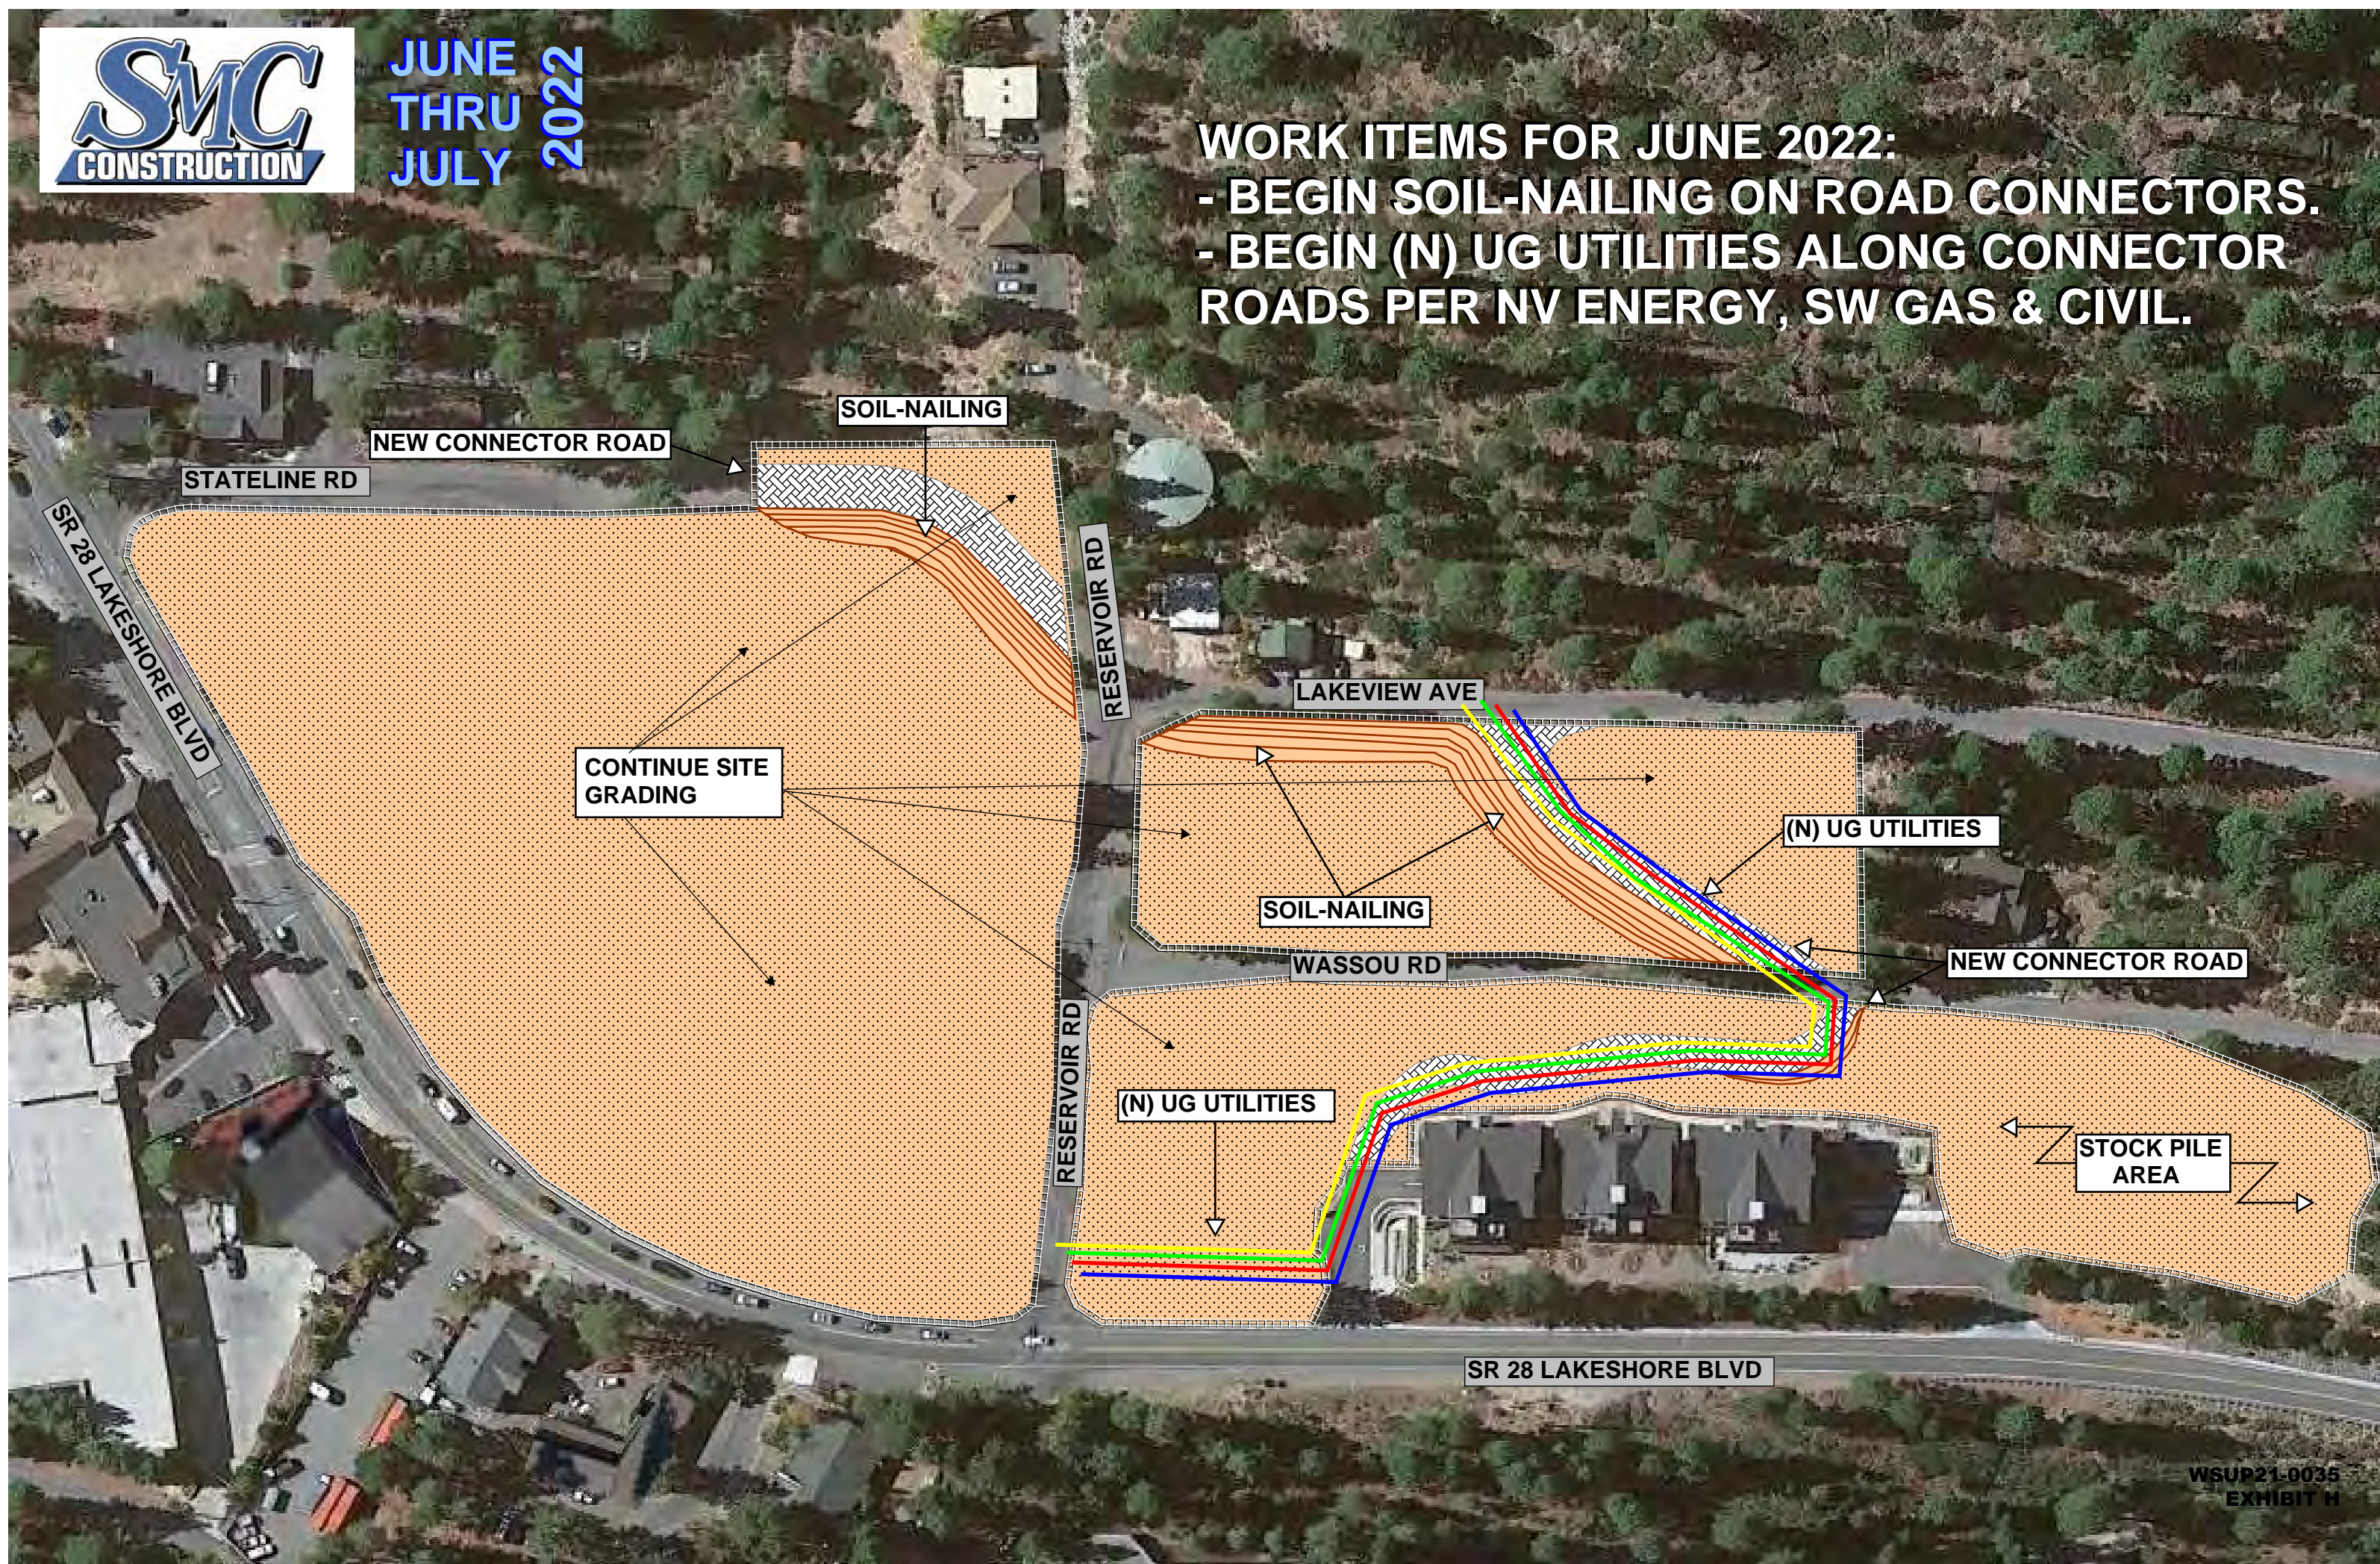 SMC
CONSTRUCTION
JUNE
THRU
JULY
2022
WORK ITEMS FOR JUNE 2022:
- BEGIN SOIL-NAILING ON ROAD CONNECTORS.
- BEGIN (N) UG UTILITIES ALONG CONNECTOR
ROADS PER NV ENERGY, SW GAS & CIVIL.
SOIL-NAILING
NEW CONNECTOR ROAD
STATELINE RD
SR 28 LAKESHORE BLVD
RESERVOIR RD
LAKEVIEW AVE
CONTINUE SITE
GRADING
(N) UG UTILITIES
SOIL-NAILING
WASSOU RD
NEW CONNECTOR ROAD
RESERVOIR RD
(N) UG UTILITIES
STOCK PILE
AREA
SR 28 LAKESHORE BLVD
WSUP21-0035
EXHIBIT H